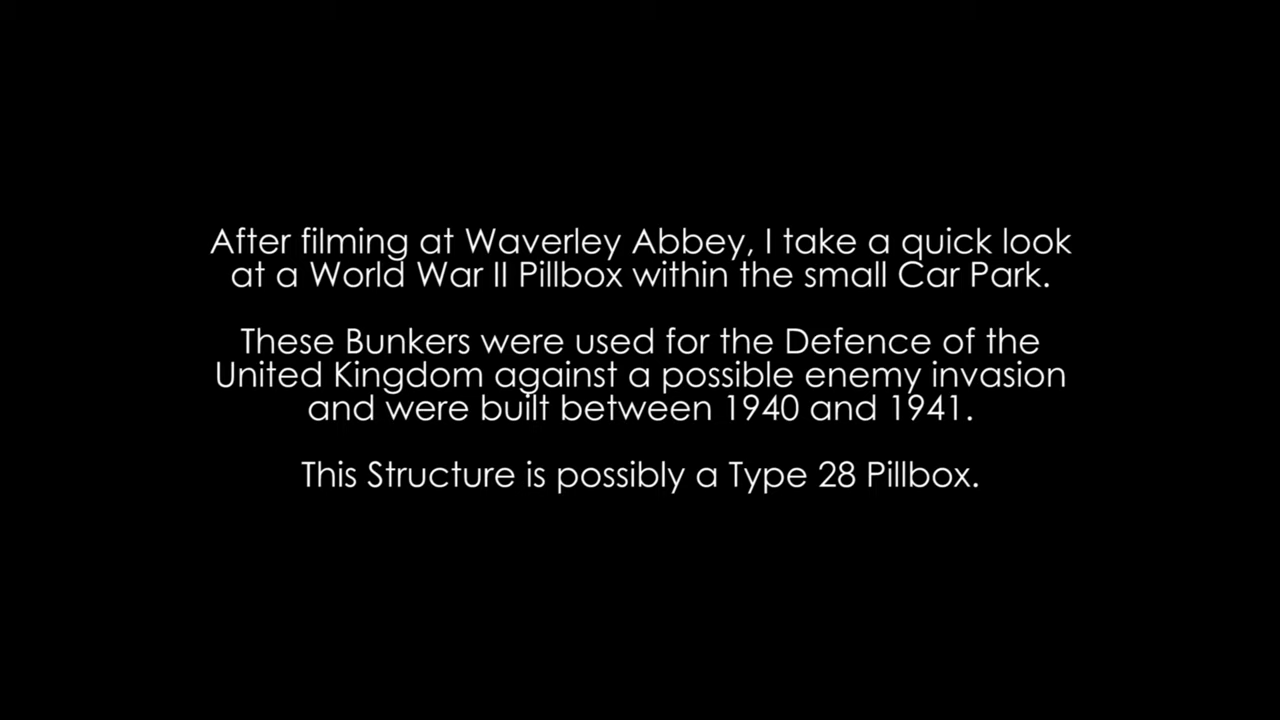 After filming at Waverley Abbey, I take a quick look
at a World War II Pillbox within the small Car Park.
These Bunkers were used for the Defence of the
United Kingdom against a possible enemy invasion
and were built between 1940 and 1941.
This Structure is possibly a Type 28 Pillbox.